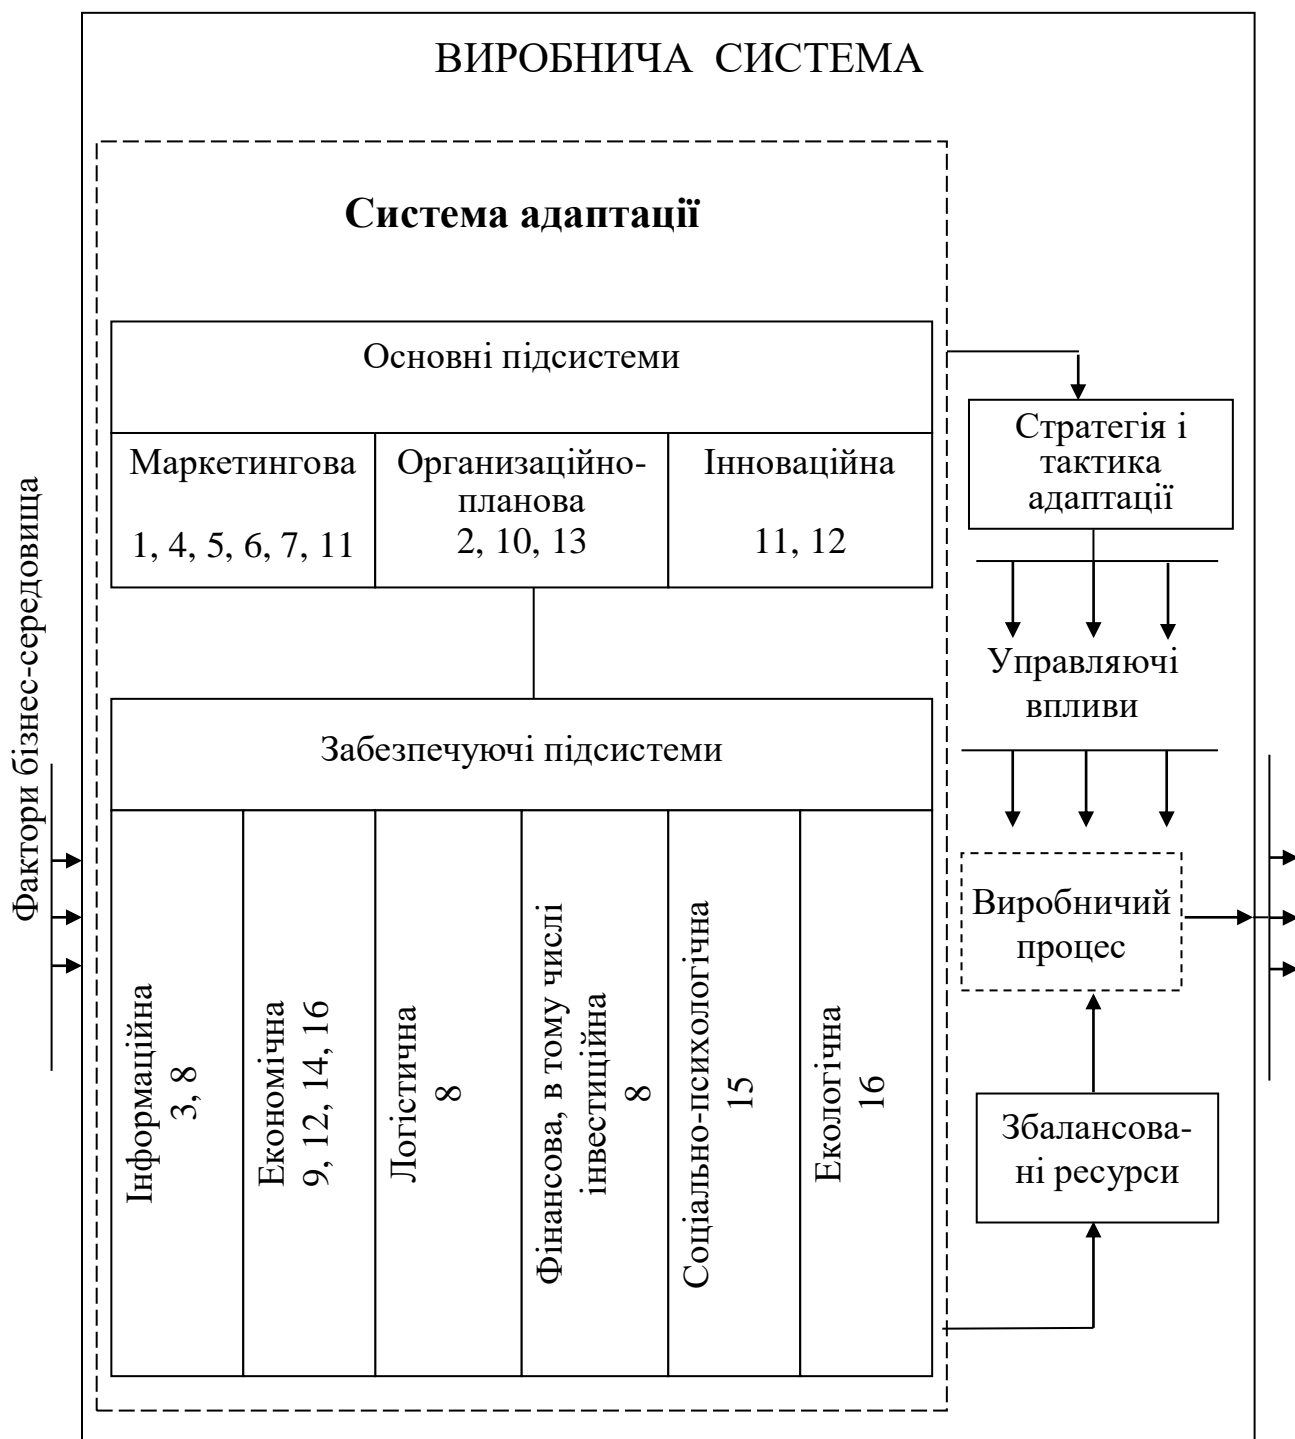 ВИРОБНИЧА СИСТЕМА
Система адаптації
Основні підсистеми
Маркетингова
1, 4, 5, 6, 7, 11
Организаційно-
планова
2, 10, 13
Інноваційна
11, 12
Стратегія і
тактика
адаптації
Управляючі
впливи
Фактори бізнес-середовища
Забезпечуючі підсистеми
Інформаційна
3, 8
Економічна
9, 12, 14, 16
Логістична
8
Фінансова, в тому числі
інвестиційна
8
Соціально-психологічна
15
Екологічна
16
Виробничий
процес
Збалансова-
ні ресурси